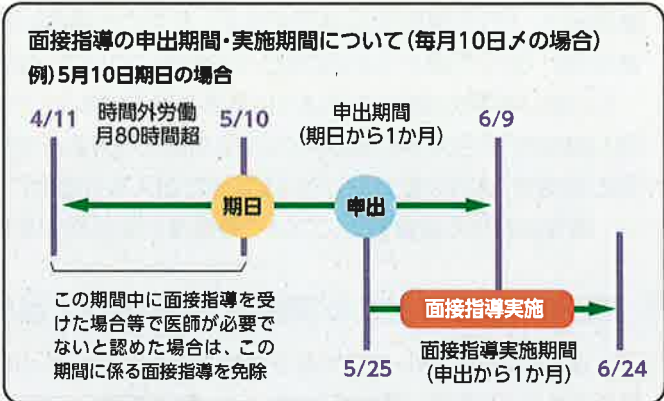 面接指導の申出期間・実施期間について(毎月10日〆の場合)
例)5月10日期日の場合
4/11
時間外労働
月80時間超
5/10
申出期間
(期日から1か月)
6/9
期日
申出
この期間中に面接指導を受
けた場合等で医師が必要で
ないと認めた場合は、この
期間に係る面接指導を免除
面接指導実施
5/25
面接指導実施期間
(申出から1か月)
6/24